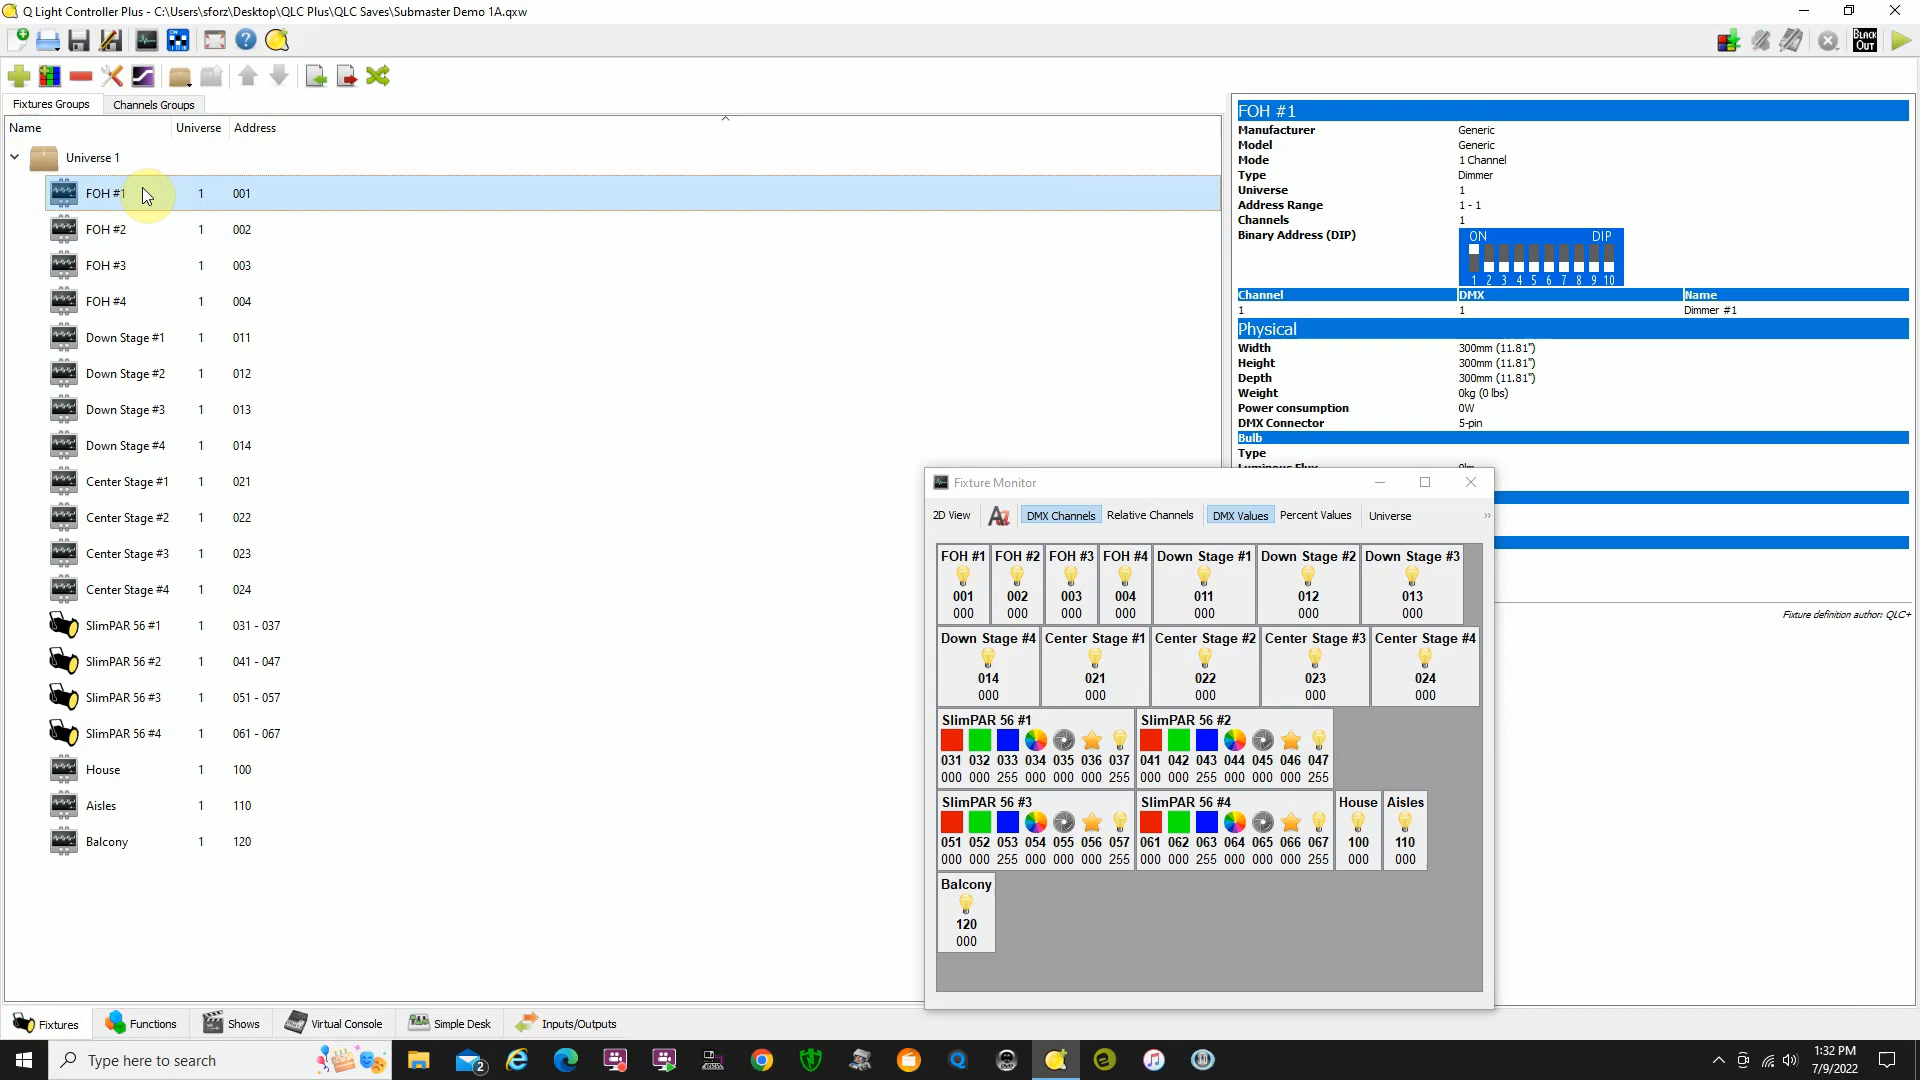 Q Light Controller Plus - C:\Users\sforz\Desktop\QLC Plus\QLC Saves\Submaster Demo 1A.qxw
BLACK OUT
Fixtures Groups Channels Groups
Name Universe Address
Universe 1
FOH #1 1 001
FOH #2 1 002
FOH #3 1 003
FOH #4 1 004
Down Stage #1 1 011
Down Stage #2 1 012
Down Stage #3 1 013
Down Stage #4 1 014
Center Stage #1 1 021
Center Stage #2 1 022
Center Stage #3 1 023
Center Stage #4 1 024
SlimPAR 56 #1 1 031 - 037
SlimPAR 56 #2 1 041 - 047
SlimPAR 56 #3 1 051 - 057
SlimPAR 56 #4 1 061 - 067
House 1 100
Aisles 1 110
Balcony 1 120
FOH #1
Manufacturer Generic
Model Generic
Mode 1 Channel
Type Dimmer
Universe 1
Address Range 1 - 1
Channels 1
Binary Address (DIP)
ON DIP
1 2 3 4 5 6 7 8 9 10
Channel DMX Name
1 1 Dimmer #1
Physical
Width 300mm (11.81")
Height 300mm (11.81")
Depth 300mm (11.81")
Weight 0kg (0 lbs)
Power consumption 0W
DMX Connector 5-pin
Bulb
Type
Luminous Flux 0lm
Fixture definition author: QLC+
Fixture Monitor
2D View DMX Channels Relative Channels DMX Values Percent Values Universe »
FOH #1 FOH #2 FOH #3 FOH #4 Down Stage #1 Down Stage #2 Down Stage #3
001 002 003 004 011 012 013
000 000 000 000 000 000 000
Down Stage #4 Center Stage #1 Center Stage #2 Center Stage #3 Center Stage #4
014 021 022 023 024
000 000 000 000 000
SlimPAR 56 #1 SlimPAR 56 #2
031 032 033 034 035 036 037 041 042 043 044 045 046 047
000 000 255 000 000 000 255 000 000 255 000 000 000 255
SlimPAR 56 #3 SlimPAR 56 #4 House Aisles
051 052 053 054 055 056 057 061 062 063 064 065 066 067 100 110
000 000 255 000 000 000 255 000 000 255 000 000 000 255 000 000
Balcony
120
000
Fixtures Functions Shows Virtual Console Simple Desk Inputs/Outputs
Type here to search
2
1:32 PM
7/9/2022